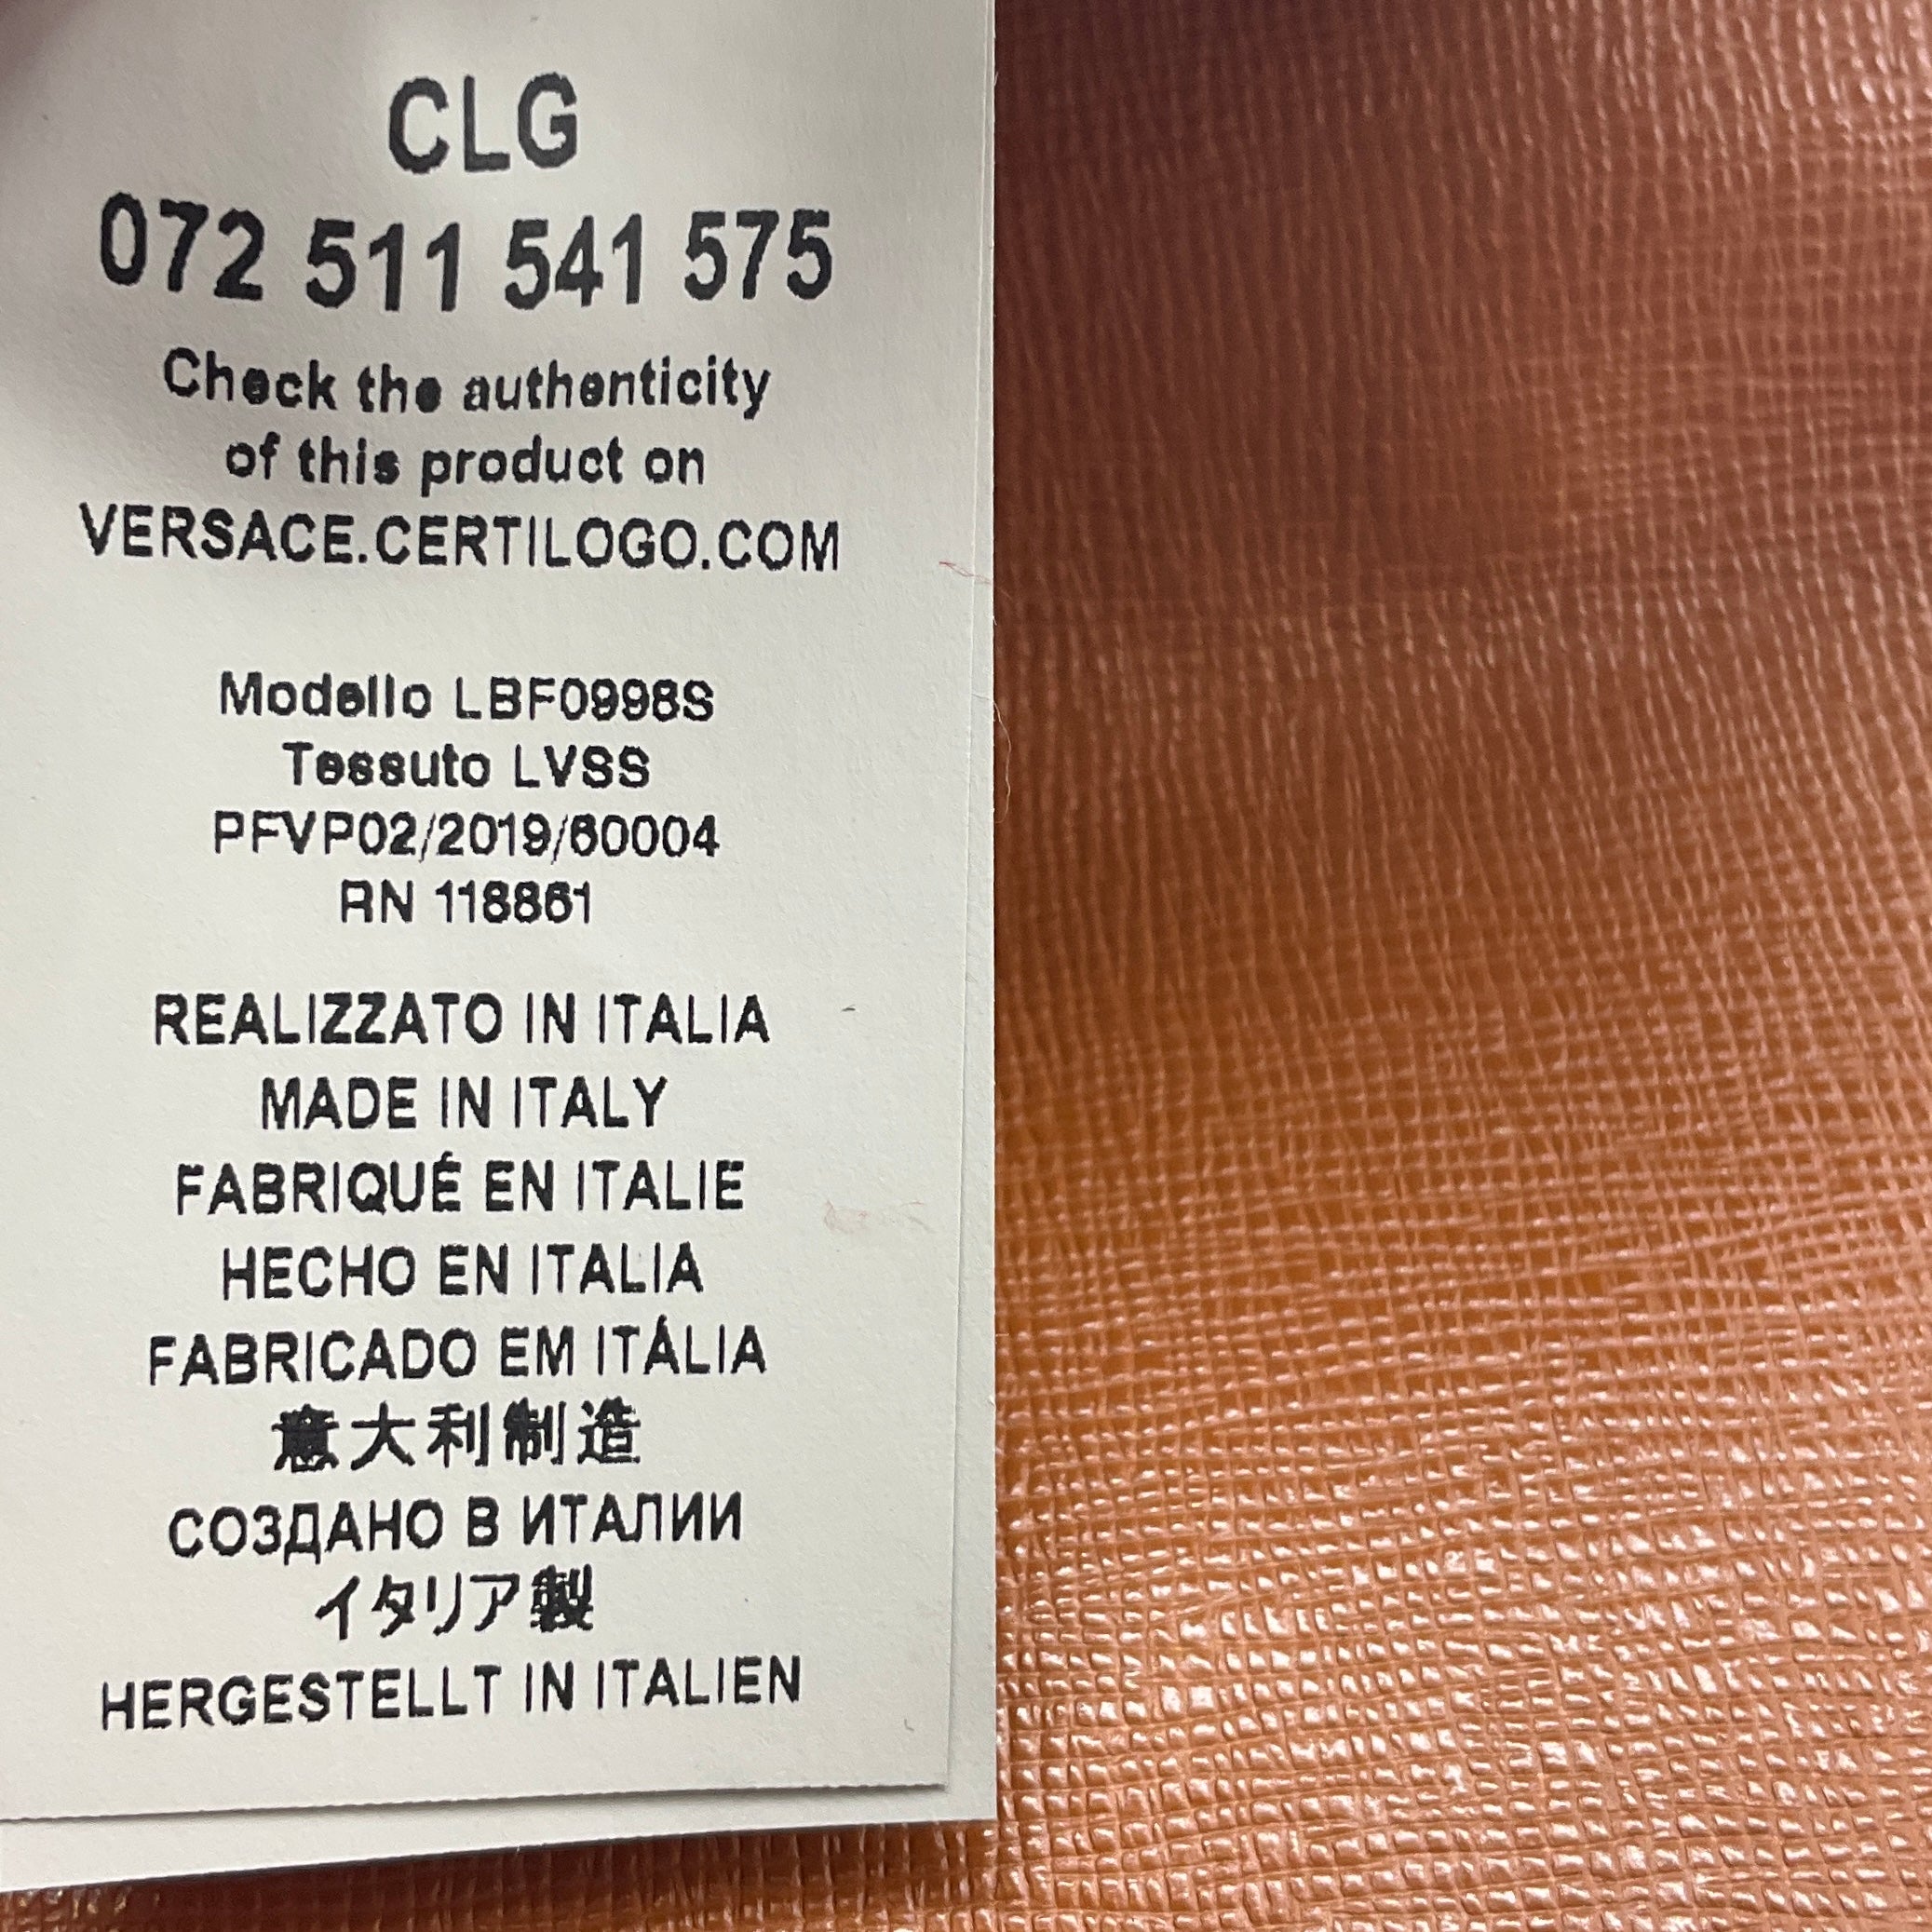 CLG
072 511 541 575
Check the authenticity
of this product on
VERSACE.CERTILOGO.COM
Modello LBF0998S
Tessuto LVSS
PFVP02/2019/60004
RN 118861
REALIZZATO IN ITALIA
MADE IN ITALY
FABRIQUÉ EN ITALIE
HECHO EN ITALIA
FABRICADO EM ITÁLIA
意大利制造
СОЗДАНО В ИТАЛИИ
イタリア製
HERGESTELLT IN ITALIEN